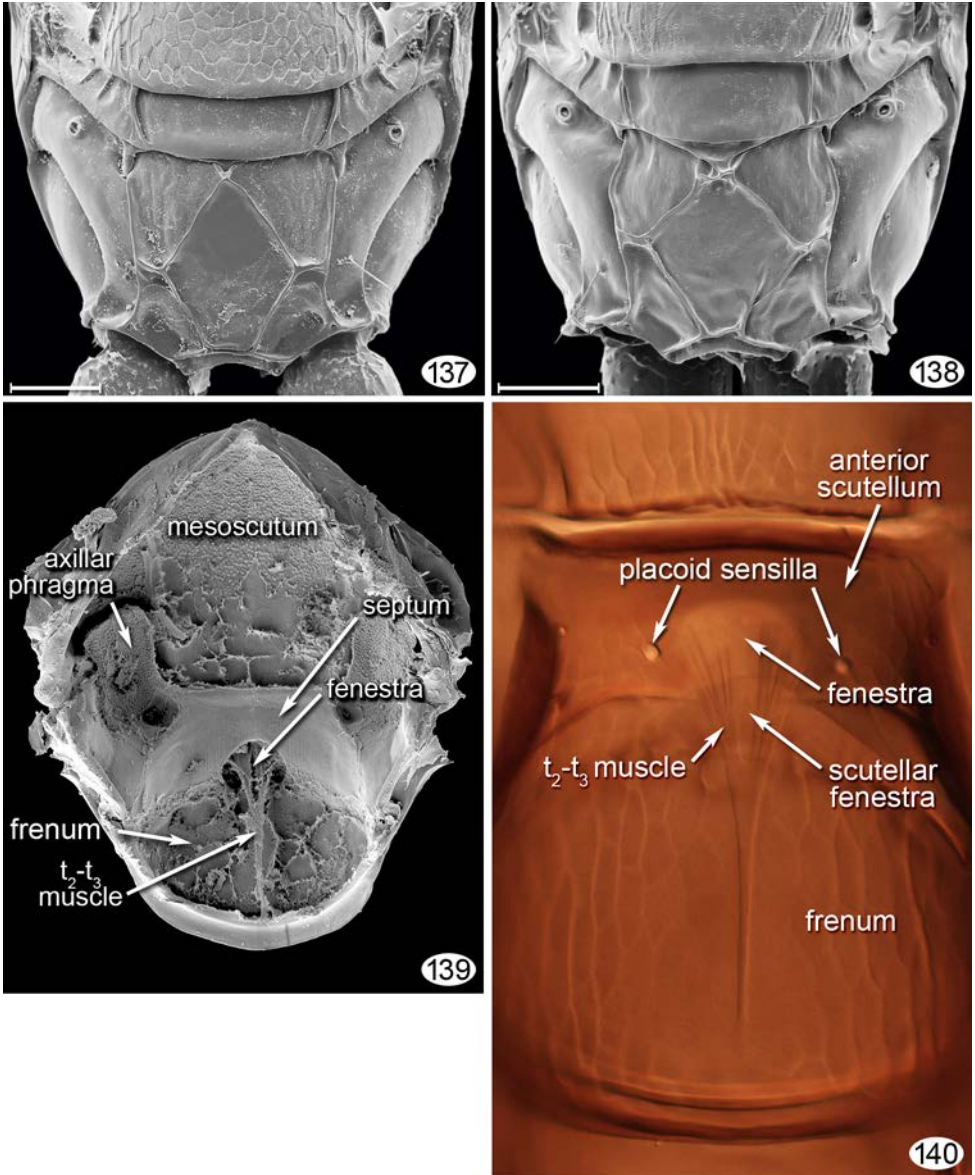 137
138
mesoscutum
axillar
phragma
septum
fenestra
frenum
t₂-t₃
muscle
139
anterior
scutellum
placoid sensilla
fenestra
t₂-t₃ muscle
scutellar
fenestra
frenum
140